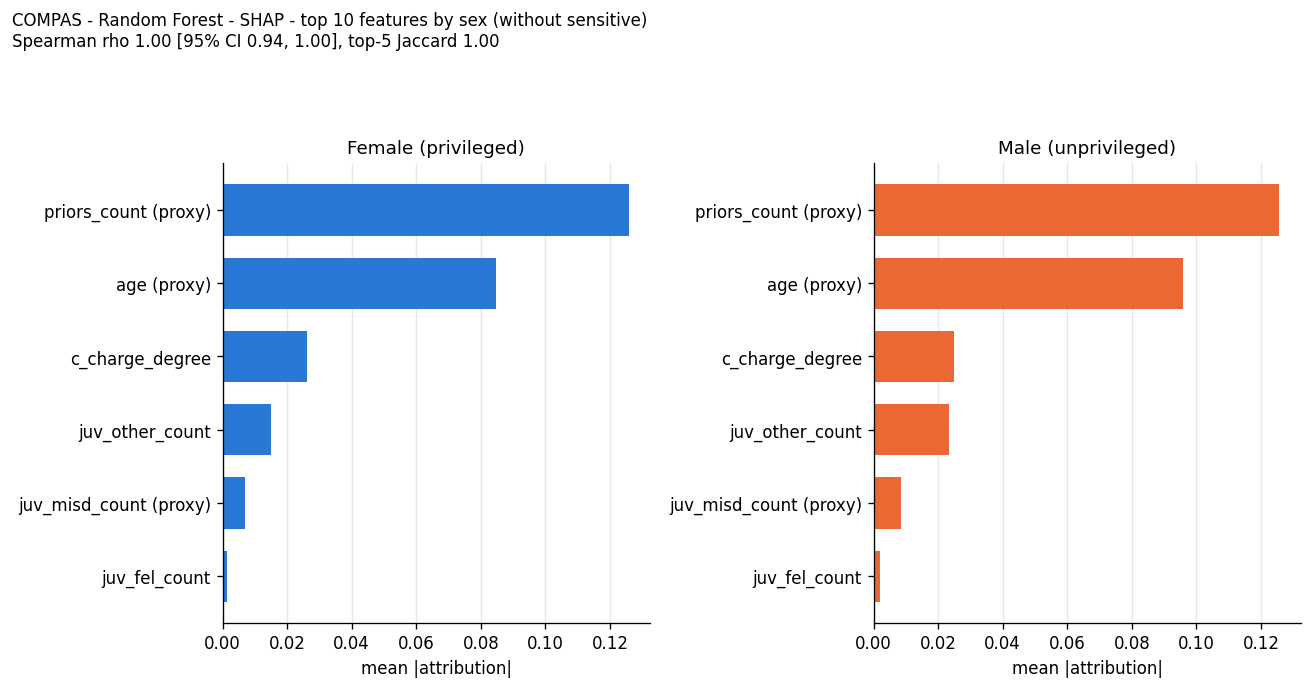 COMPAS - Random Forest - SHAP - top 10 features by sex (without sensitive)
Spearman rho 1.00 [95% CI 0.94, 1.00], top-5 Jaccard 1.00
Female (privileged)
priors_count (proxy)
age (proxy)
c_charge_degree
juv_other_count
juv_misd_count (proxy)
juv_fel_count
0.00 0.02 0.04 0.06 0.08 0.10 0.12
mean |attribution|
Male (unprivileged)
priors_count (proxy)
age (proxy)
c_charge_degree
juv_other_count
juv_misd_count (proxy)
juv_fel_count
0.00 0.02 0.04 0.06 0.08 0.10 0.12
mean |attribution|